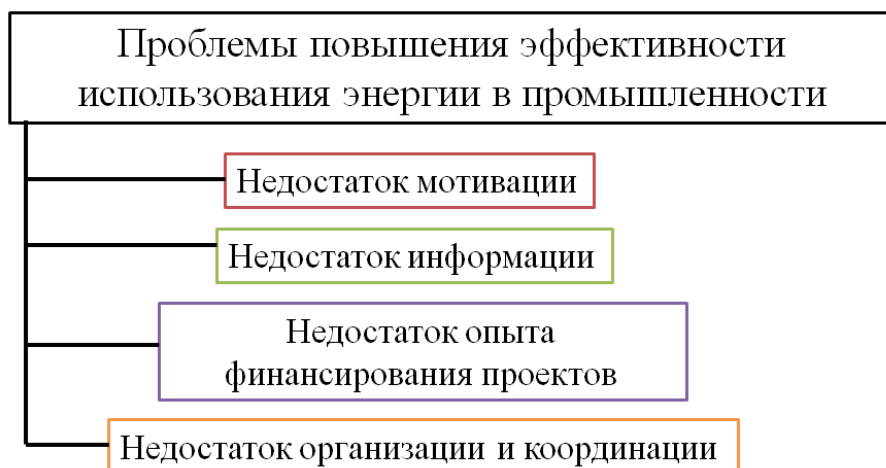 Проблемы повышения эффективности
использования энергии в промышленности
Недостаток мотивации
Недостаток информации
Недостаток опыта
финансирования проектов
Недостаток организации и координации